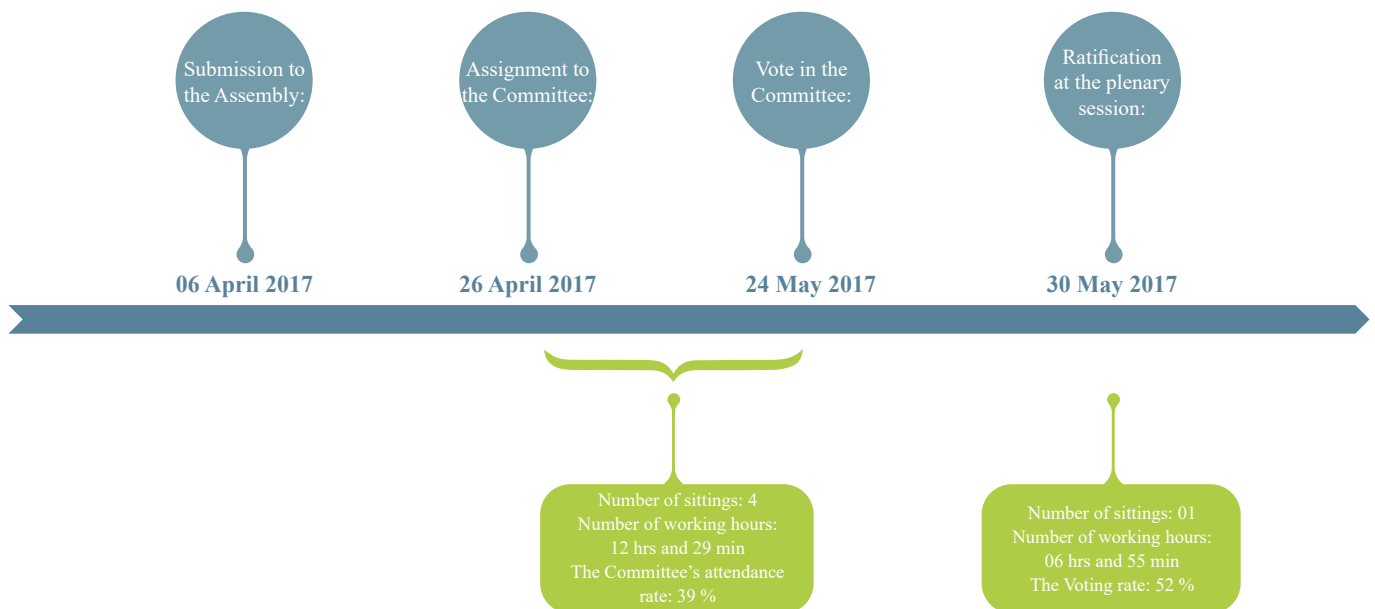 Submission to
the Assembly:
Assignment to
the Committee:
Vote in the
Committee:
Ratification
at the plenary
session:
06 April 2017
26 April 2017
24 May 2017
30 May 2017
Number of sittings: 4
Number of working hours:
12 hrs and 29 min
The Committee’s attendance
rate: 39 %
Number of sittings: 01
Number of working hours:
06 hrs and 55 min
The Voting rate: 52 %